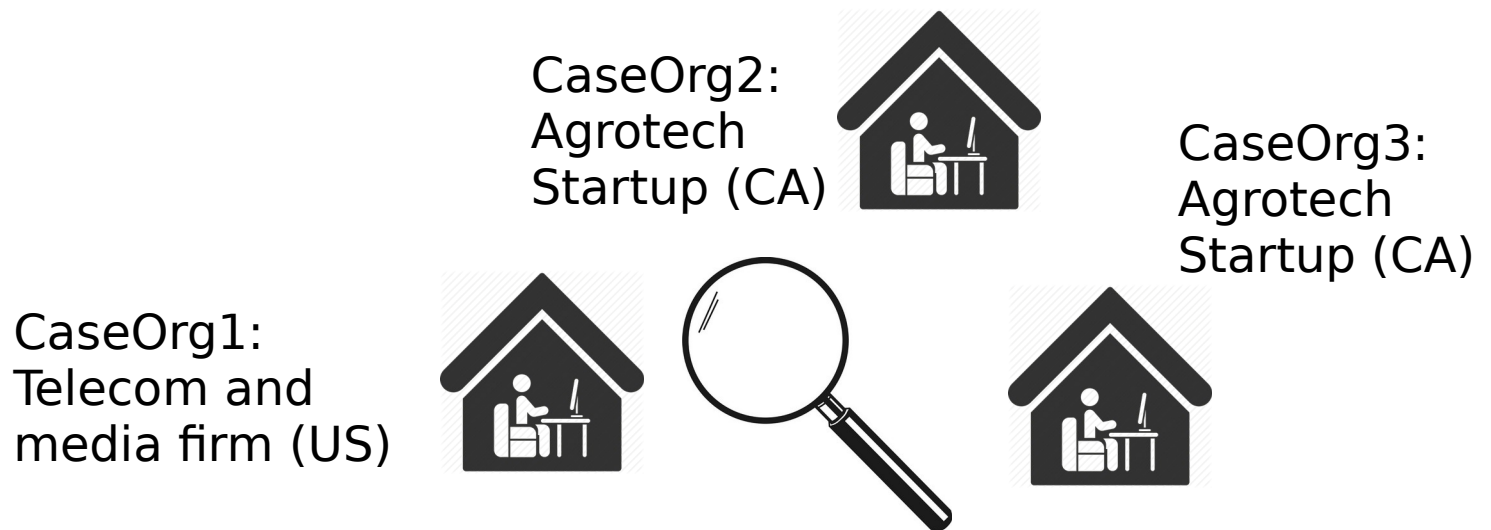 CaseOrg2:
Agrotech
Startup (CA)
CaseOrg3:
Agrotech
Startup (CA)
CaseOrg1:
Telecom and
media firm (US)